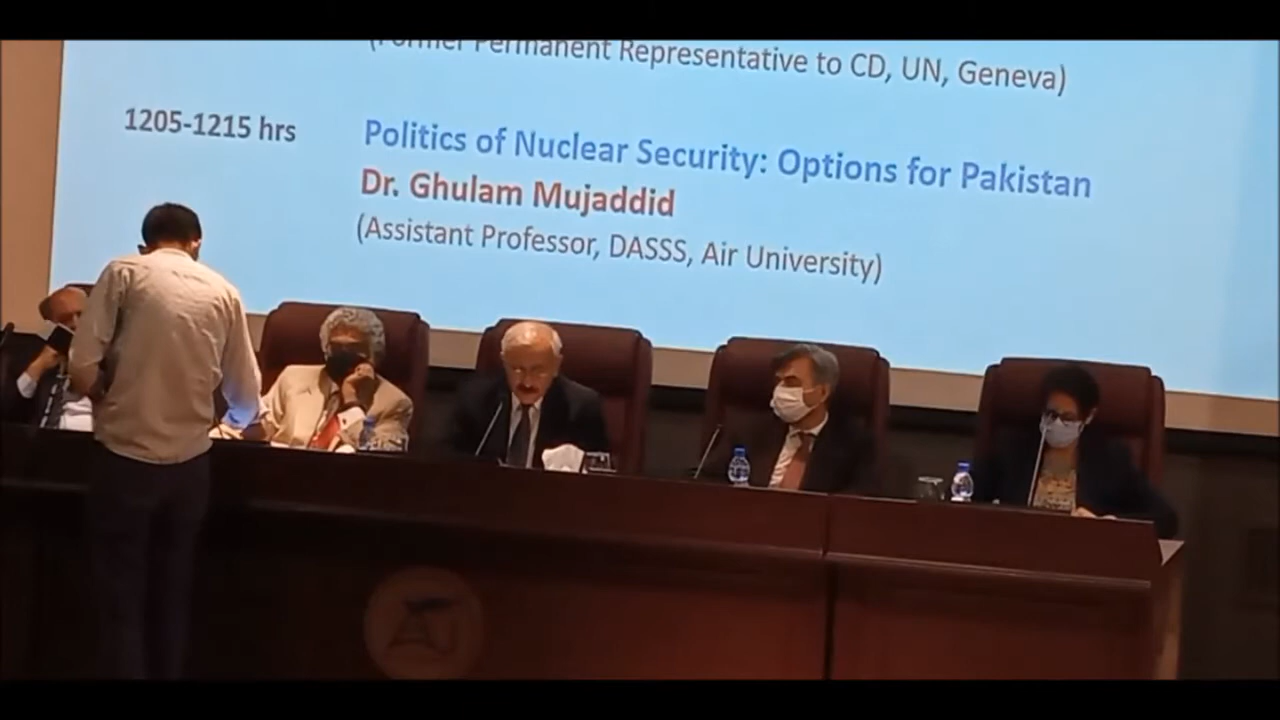 (Former Permanent Representative to CD, UN, Geneva)
1205-1215 hrs
Politics of Nuclear Security: Options for Pakistan
Dr. Ghulam Mujaddid
(Assistant Professor, DASSS, Air University)